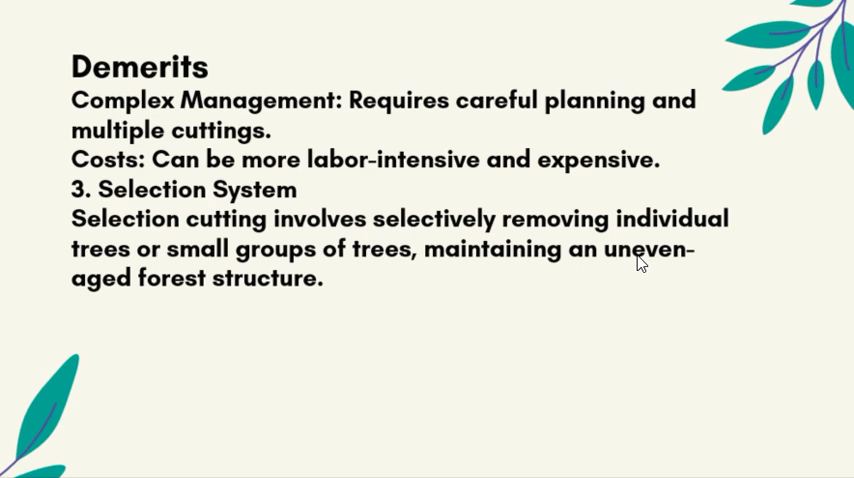 Demerits
Complex Management: Requires careful planning and
multiple cuttings.
Costs: Can be more labor-intensive and expensive.
3. Selection System
Selection cutting involves selectively removing individual
trees or small groups of trees, maintaining an uneven-
aged forest structure.